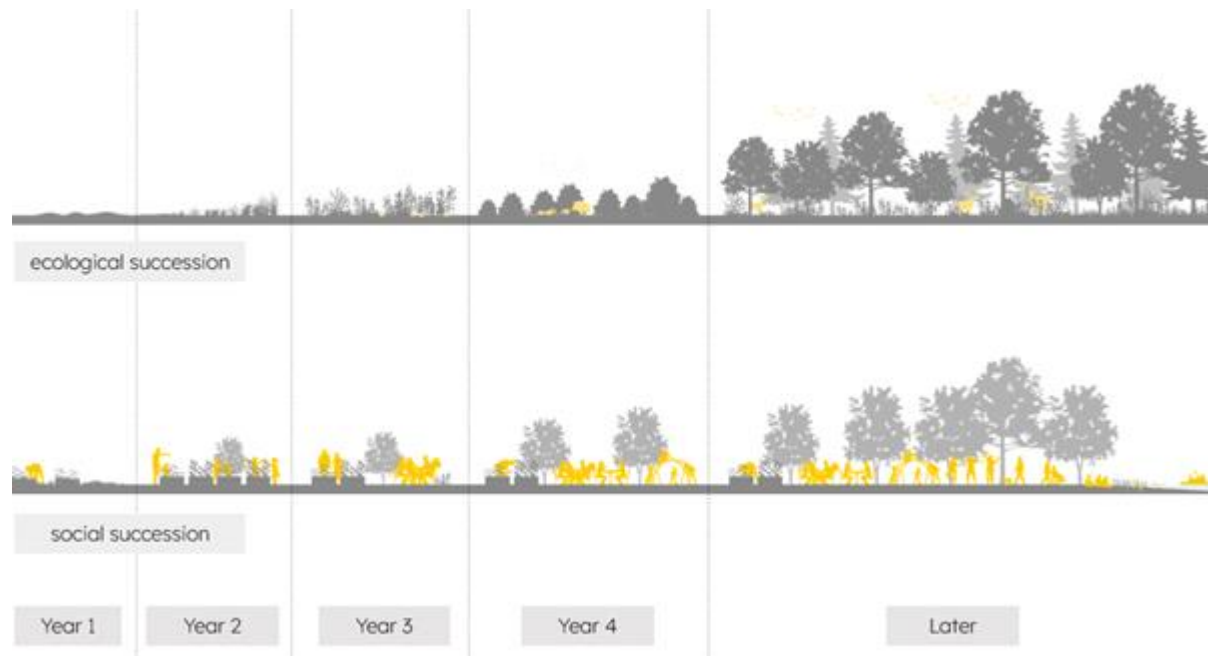 ecological succession
social succession
Year 1
Year 2
Year 3
Year 4
Later